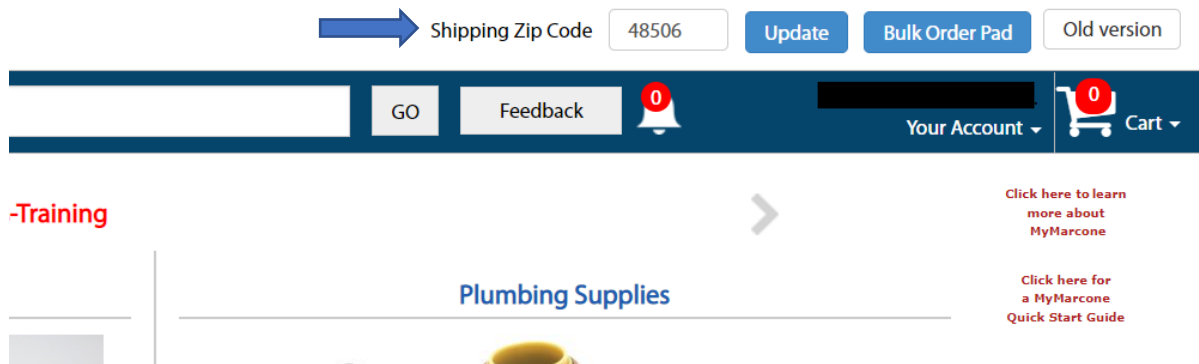 Shipping Zip Code 48506 Update Bulk Order Pad Old version
GO Feedback 0 0
Your Account Cart
-Training
Click here to learn
more about
MyMarcone
Plumbing Supplies
Click here for
a MyMarcone
Quick Start Guide